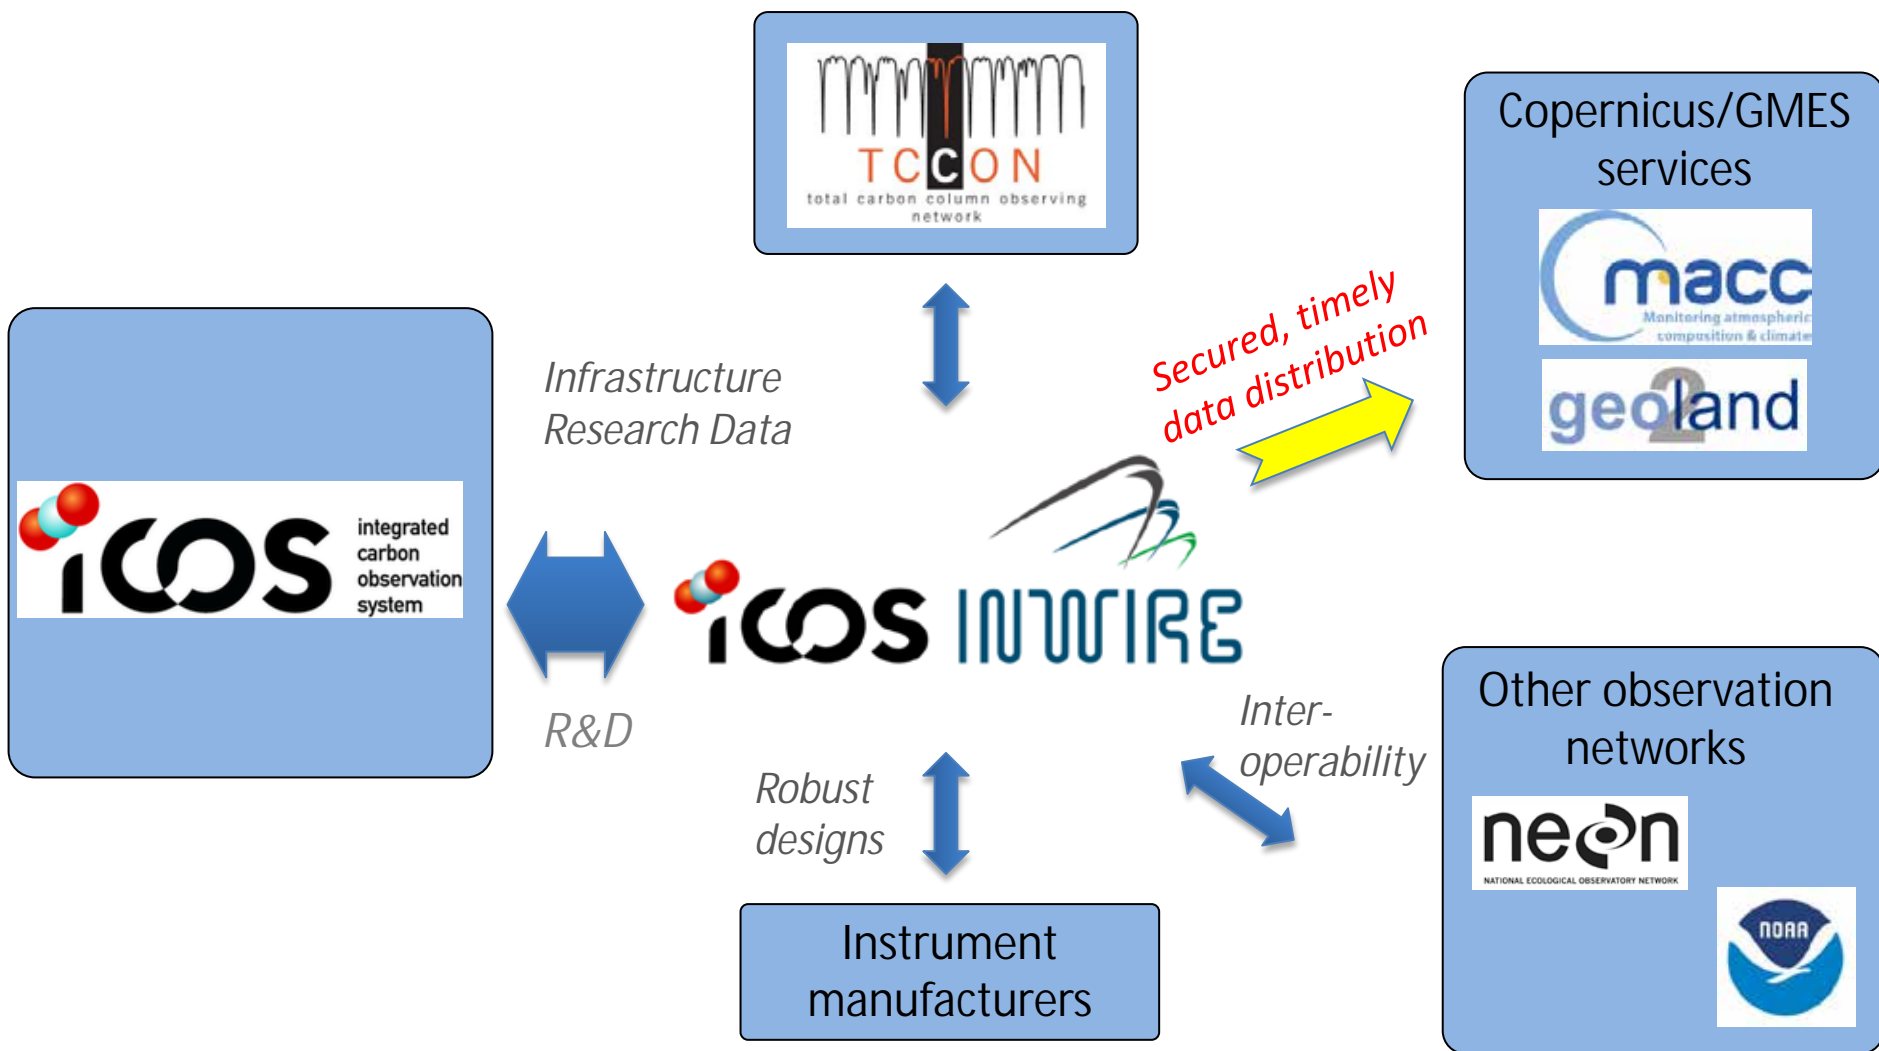 TCCON
total carbon column observing
network
Copernicus/GMES
services
macc
Monitoring atmospheric
composition & climate
geoland2
Secured, timely
data distribution
Infrastructure
Research Data
icos
integrated
carbon
observation
system
R&D
icos INWIRE
Inter-
operability
Other observation
networks
neon
NATIONAL ECOLOGICAL OBSERVATORY NETWORK
NOAA
Robust
designs
Instrument
manufacturers